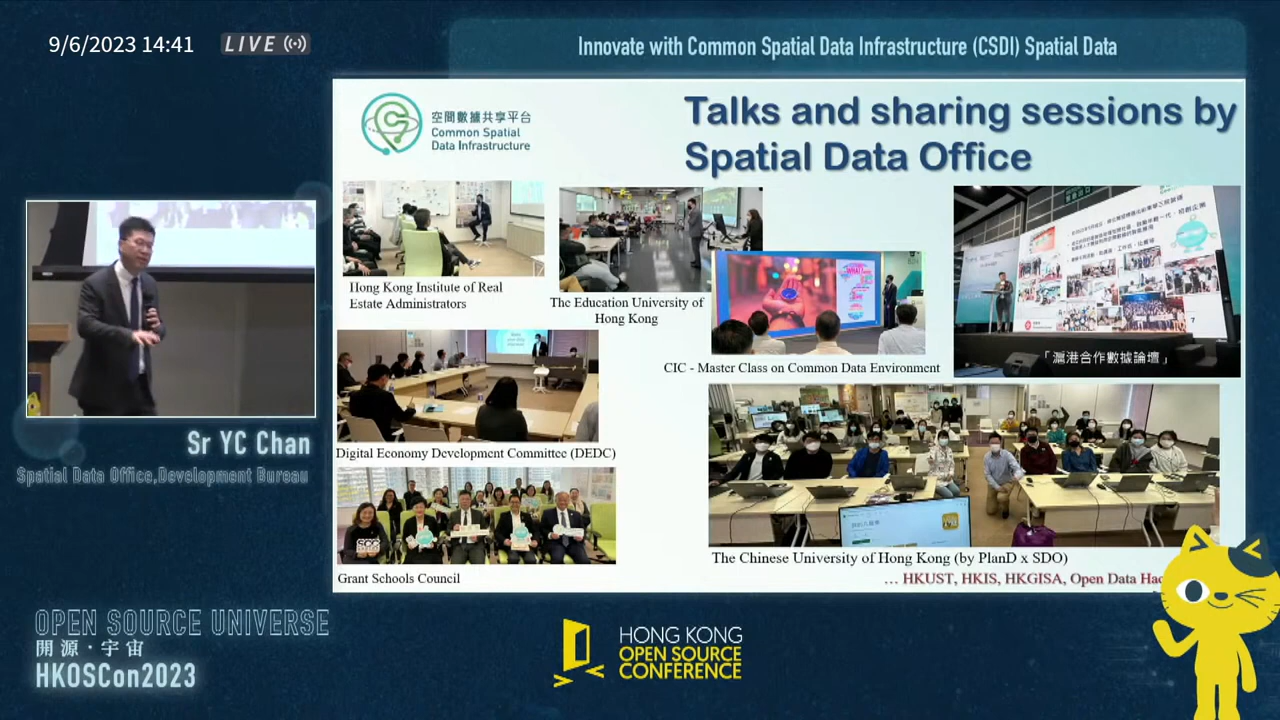 9/6/2023 14:41
LIVE
Innovate with Common Spatial Data Infrastructure (CSDI) Spatial Data
空間數據共享平台
Common Spatial
Data Infrastructure
Talks and sharing sessions by
Spatial Data Office
Hong Kong Institute of Real
Estate Administrators
The Education University of
Hong Kong
CIC - Master Class on Common Data Environment
「滬港合作數據論壇」
Digital Economy Development Committee (DEDC)
Grant Schools Council
The Chinese University of Hong Kong (by PlanD x SDO)
... HKUST, HKIS, HKGISA, Open Data
Sr YC Chan
Spatial Data Office,Development Bureau
OPEN SOURCE UNIVERSE
開源·宇宙
HKOSCon2023
HONG KONG
OPEN SOURCE
CONFERENCE